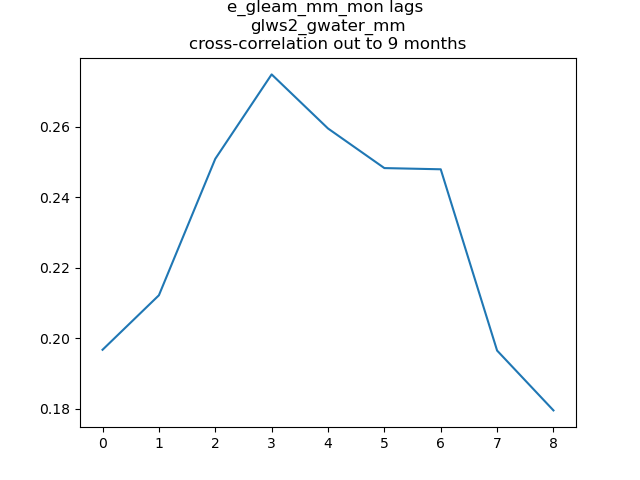 e_gleam_mm_mon lags
glws2_gwater_mm
cross-correlation out to 9 months
0.26
0.24
0.22
0.20
0.18
0 1 2 3 4 5 6 7 8